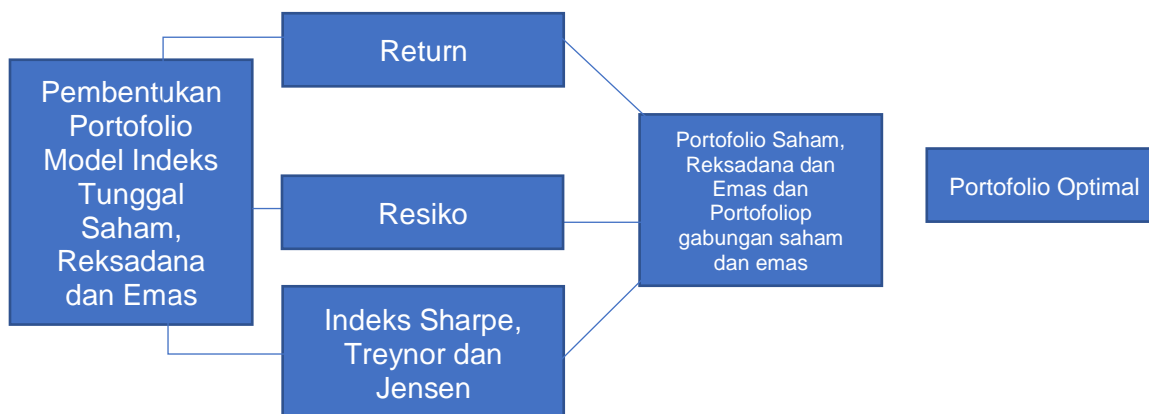 Pembentukan
Portofolio
Model Indeks
Tunggal
Saham,
Reksadana
dan Emas
Return
Resiko
Indeks Sharpe,
Treynor dan
Jensen
Portofolio Saham,
Reksadana dan
Emas dan
Portofoliop
gabungan saham
dan emas
Portofolio Optimal